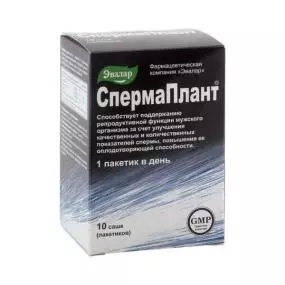 Эвалар
Фармацевтическая
компания «Эвалар»
СпермаПлант®
Способствует поддержанию
репродуктивной функции мужского
организма за счет улучшения
качественных и количественных
показателей спермы, повышения ее
оплодотворяющей способности.
1 пакетик в день
10 саше
(пакетиков)
GMP